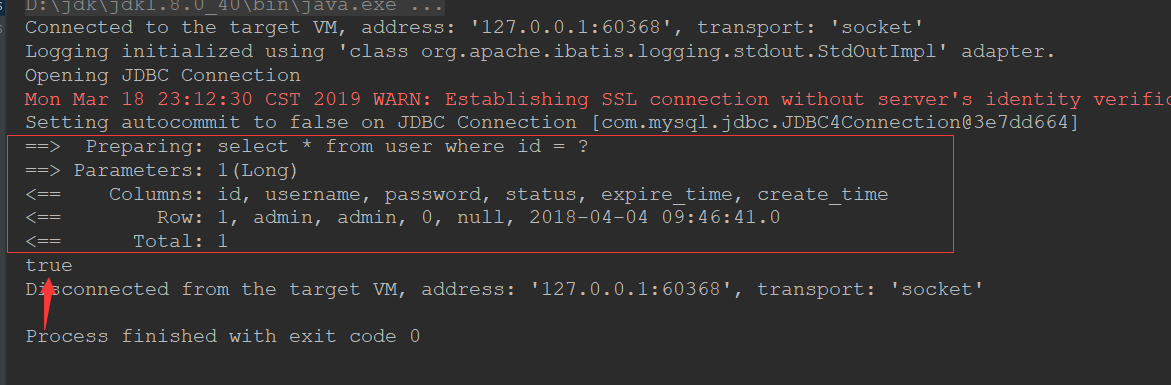 D:\jdk\jdk1.8.0_40\bin\java.exe ...
Connected to the target VM, address: '127.0.0.1:60368', transport: 'socket'
Logging initialized using 'class org.apache.ibatis.logging.stdout.StdOutImpl' adapter.
Opening JDBC Connection
Mon Mar 18 23:12:30 CST 2019 WARN: Establishing SSL connection without server's identity verific
Setting autocommit to false on JDBC Connection [com.mysql.jdbc.JDBC4Connection@3e7dd664]
==>  Preparing: select * from user where id = ?
==> Parameters: 1(Long)
<==    Columns: id, username, password, status, expire_time, create_time
<==        Row: 1, admin, admin, 0, null, 2018-04-04 09:46:41.0
<==      Total: 1
true
Disconnected from the target VM, address: '127.0.0.1:60368', transport: 'socket'
Process finished with exit code 0